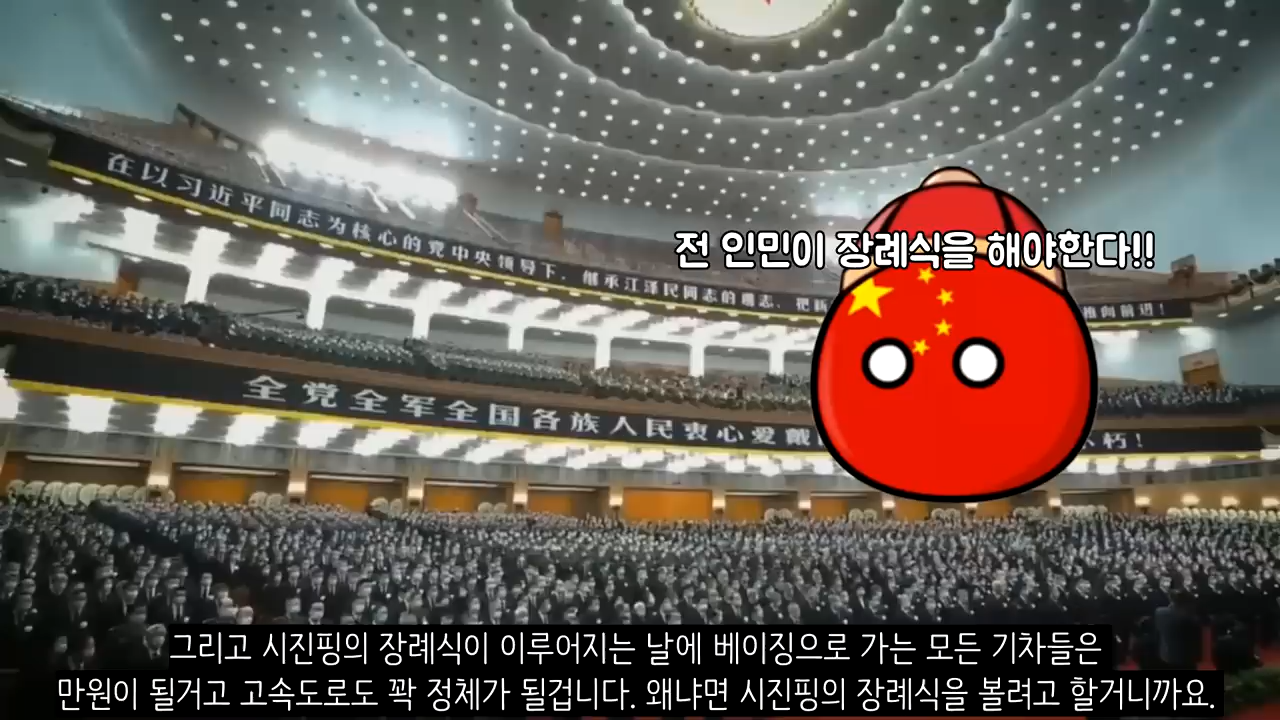 在以习近平同志为核心的党中央领导下，继承江泽民同志的遗志，把新
推向前进！
전 인민이 장례식을 해야한다!!
全党全军全国各族人民衷心爱戴
不朽！
그리고 시진핑의 장례식이 이루어지는 날에 베이징으로 가는 모든 기차들은
만원이 될거고 고속도로도 꽉 정체가 될겁니다. 왜냐면 시진핑의 장례식을 볼려고 할거니까요.